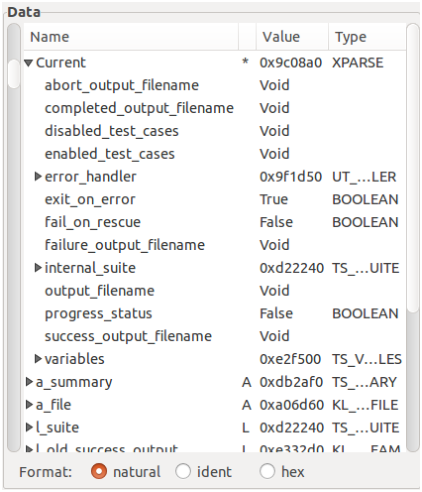 Data
Name Value Type
Current * 0x9c08a0 XPARSE
abort_output_filename Void
completed_output_filename Void
disabled_test_cases Void
enabled_test_cases Void
error_handler 0x9f1d50 UT_...LER
exit_on_error True BOOLEAN
fail_on_rescue False BOOLEAN
failure_output_filename Void
internal_suite 0xd22240 TS_...UITE
output_filename Void
progress_status False BOOLEAN
success_output_filename Void
variables 0xe2f500 TS_V...LES
a_summary A 0xdb2af0 TS_...ARY
a_file A 0xa06d60 KL_...FILE
l_suite L 0xd22240 TS_...UITE
l_old_success_output L 0xe332d0 KL_...EAM
Format: natural ident hex